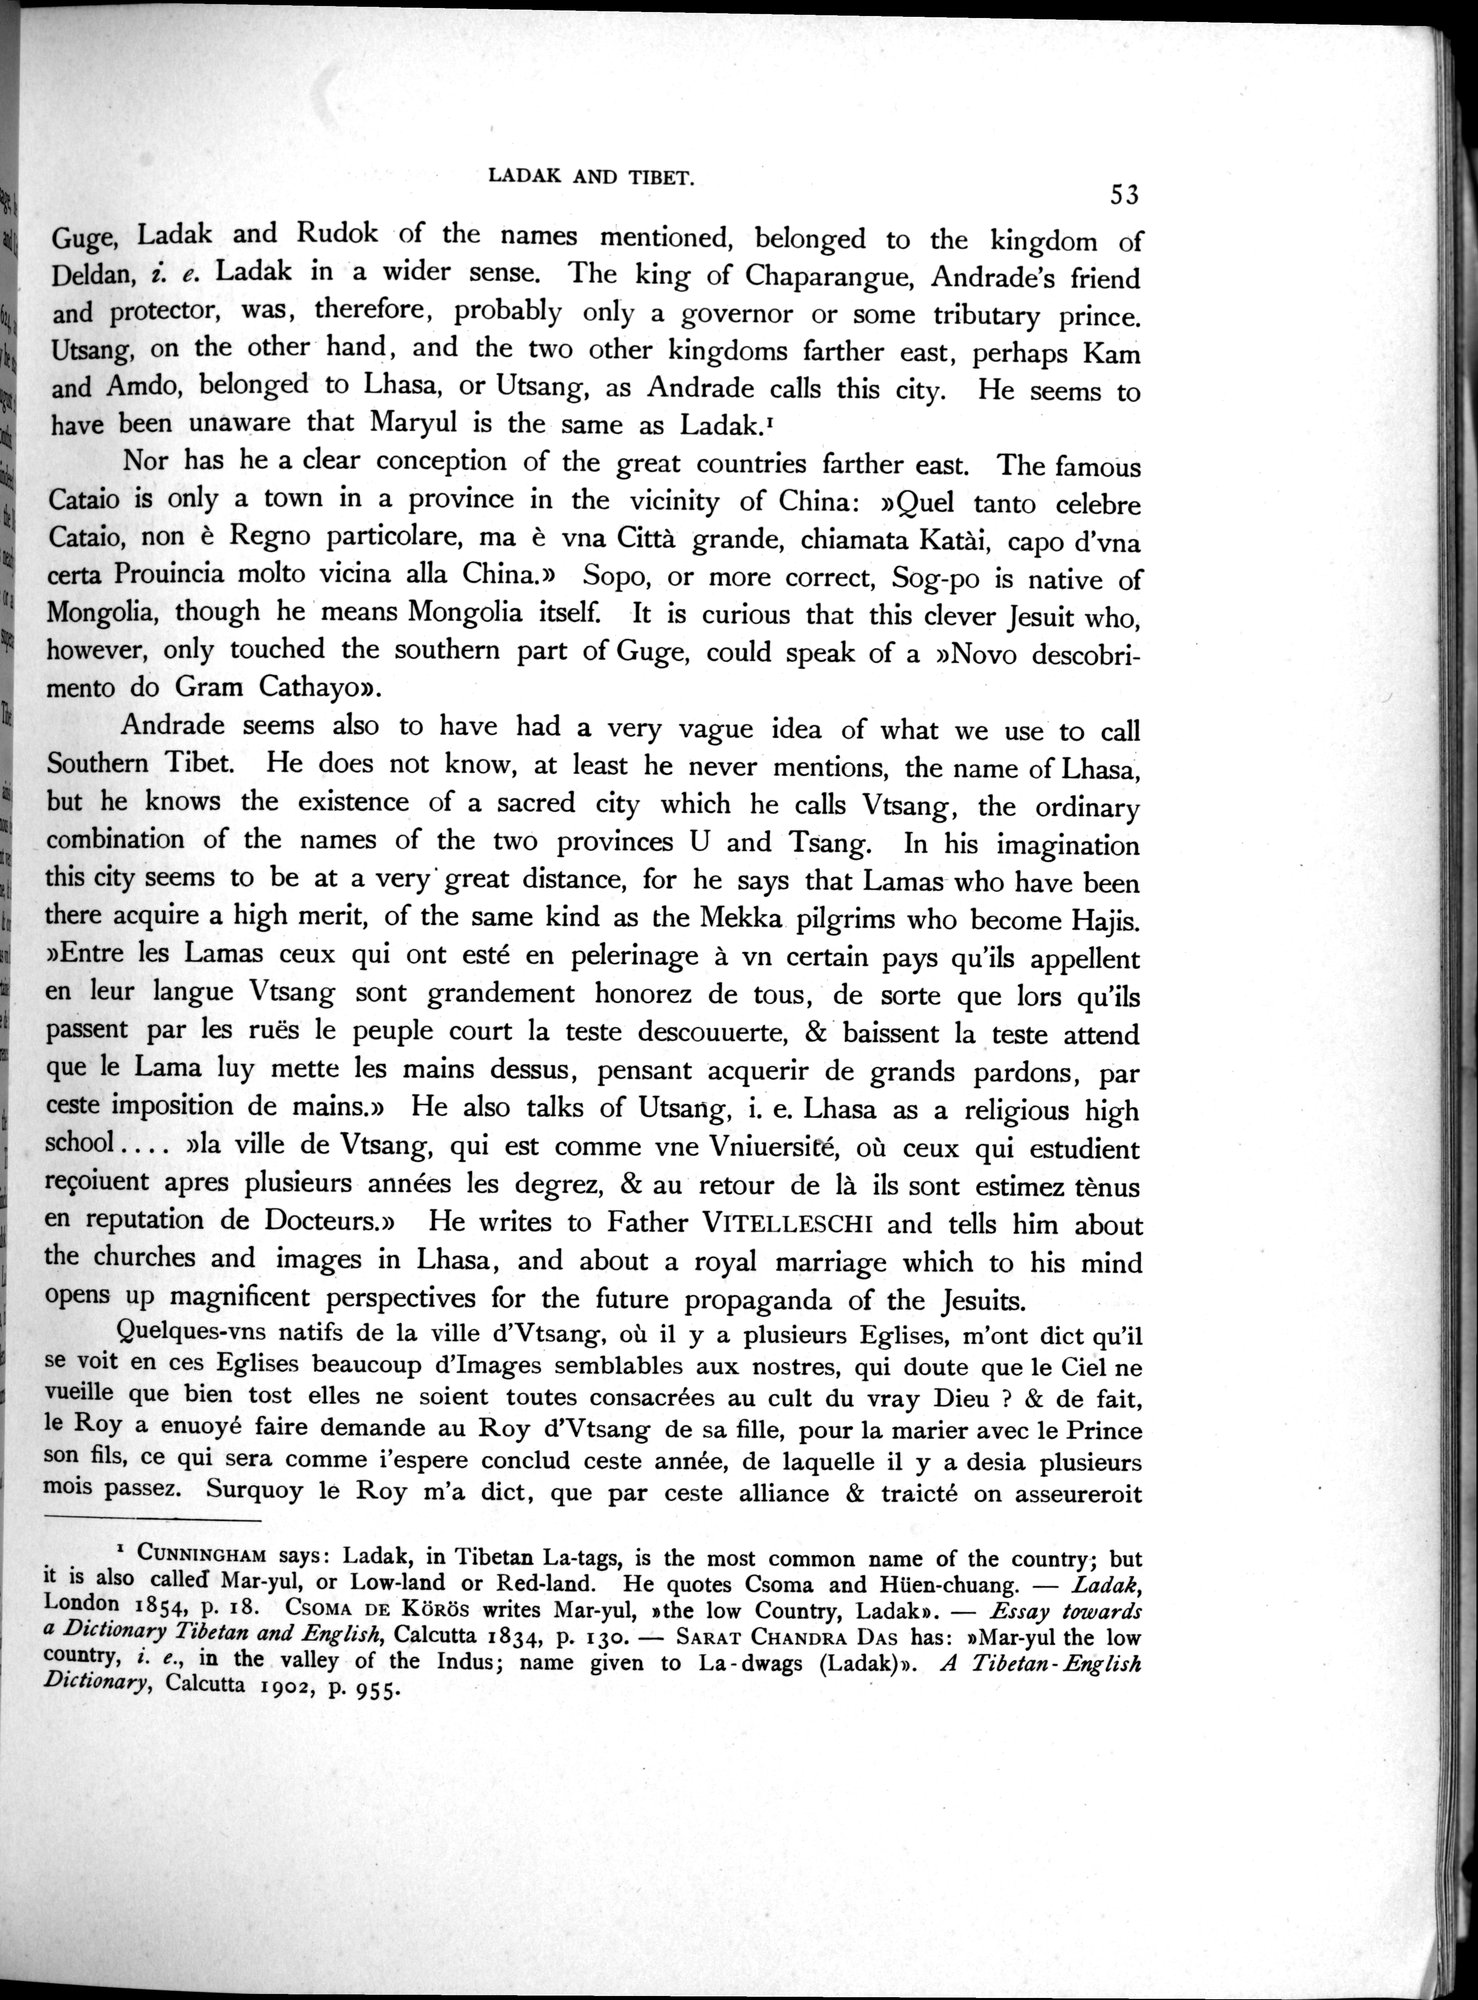 LADAK AND TIBET.
53
Guge, Ladak and Rudok of the names mentioned, belonged to the kingdom of
Deldan, i. e. Ladak in a wider sense. The king of Chaparangue, Andrade's friend
and protector, was, therefore, probably only a governor or some tributary prince.
Utsang, on the other hand, and the two other kingdoms farther east, perhaps Kam
and Amdo, belonged to Lhasa, or Utsang, as Andrade calls this city. He seems to
have been unaware that Maryul is the same as Ladak.¹
Nor has he a clear conception of the great countries farther east. The famous
Cataio is only a town in a province in the vicinity of China: »Quel tanto celebre
Cataio, non è Regno particolare, ma è vna Città grande, chiamata Katài, capo d'vna
certa Prouincia molto vicina alla China.» Sopo, or more correct, Sog-po is native of
Mongolia, though he means Mongolia itself. It is curious that this clever Jesuit who,
however, only touched the southern part of Guge, could speak of a »Novo descobri-
mento do Gram Cathayo».
Andrade seems also to have had a very vague idea of what we use to call
Southern Tibet. He does not know, at least he never mentions, the name of Lhasa,
but he knows the existence of a sacred city which he calls Vtsang, the ordinary
combination of the names of the two provinces U and Tsang. In his imagination
this city seems to be at a very great distance, for he says that Lamas who have been
there acquire a high merit, of the same kind as the Mekka pilgrims who become Hajis.
»Entre les Lamas ceux qui ont esté en pelerinage à vn certain pays qu'ils appellent
en leur langue Vtsang sont grandement honorez de tous, de sorte que lors qu'ils
passent par les ruës le peuple court la teste descouuerte, & baissent la teste attend
que le Lama luy mette les mains dessus, pensant acquerir de grands pardons, par
ceste imposition de mains.» He also talks of Utsang, i. e. Lhasa as a religious high
school . . . . »la ville de Vtsang, qui est comme vne Vniuersité, où ceux qui estudient
reçoiuent apres plusieurs années les degrez, & au retour de là ils sont estimez tènus
en reputation de Docteurs.» He writes to Father VITELLESCHI and tells him about
the churches and images in Lhasa, and about a royal marriage which to his mind
opens up magnificent perspectives for the future propaganda of the Jesuits.
Quelques-vns natifs de la ville d'Vtsang, où il y a plusieurs Eglises, m'ont dict qu'il
se voit en ces Eglises beaucoup d'Images semblables aux nostres, qui doute que le Ciel ne
vueille que bien tost elles ne soient toutes consacrées au cult du vray Dieu ? & de fait,
le Roy a enuoyé faire demande au Roy d'Vtsang de sa fille, pour la marier avec le Prince
son fils, ce qui sera comme i'espere conclud ceste année, de laquelle il y a desia plusieurs
mois passez. Surquoy le Roy m'a dict, que par ceste alliance & traicté on asseureroit
¹ CUNNINGHAM says: Ladak, in Tibetan La-tags, is the most common name of the country; but
it is also called Mar-yul, or Low-land or Red-land. He quotes Csoma and Hüen-chuang. — Ladak,
London 1854, p. 18. CSOMA DE KÖRÖS writes Mar-yul, »the low Country, Ladak». — Essay towards
a Dictionary Tibetan and English, Calcutta 1834, p. 130. — SARAT CHANDRA DAS has: »Mar-yul the low
country, i. e., in the valley of the Indus; name given to La-dwags (Ladak)». A Tibetan-English
Dictionary, Calcutta 1902, p. 955.